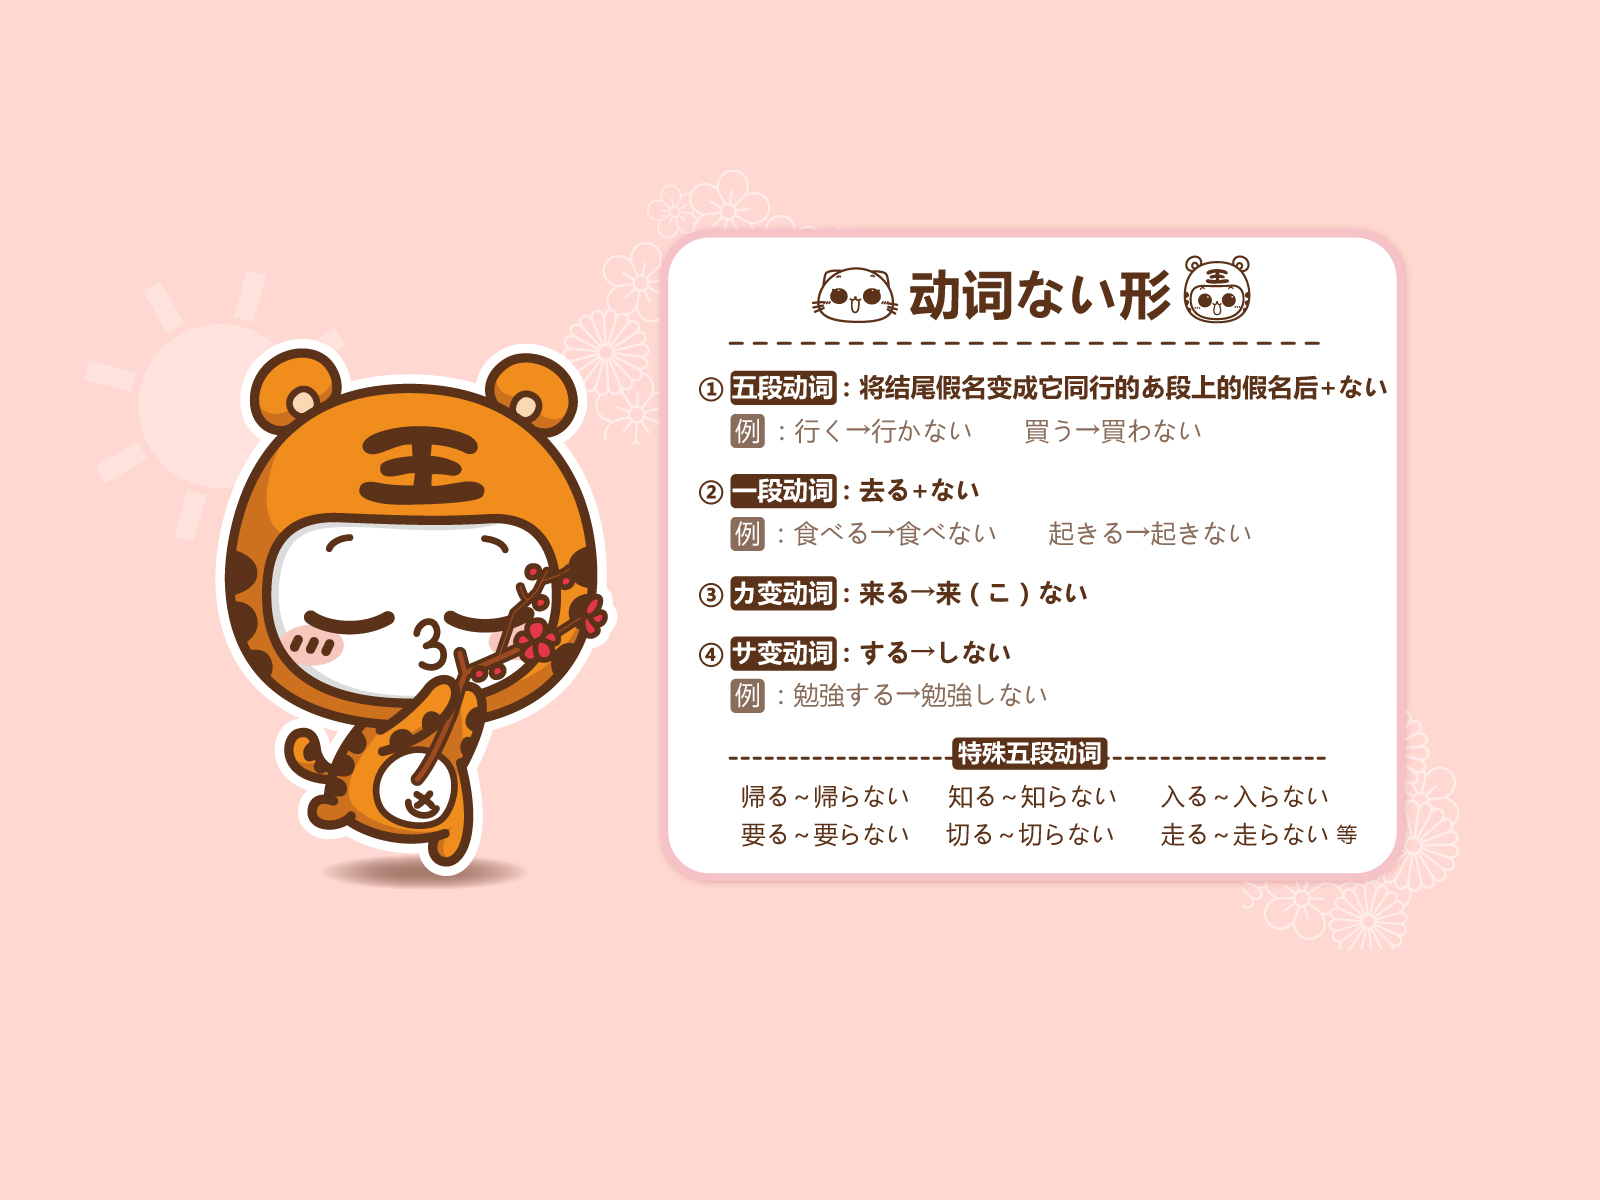 王
动词ない形
① 五段动词：将结尾假名变成它同行的あ段上的假名后+ない
例：行く→行かない　　買う→買わない
② 一段动词：去る+ない
例：食べる→食べない　　起きる→起きない
③ カ变动词：来る→来（こ）ない
④ サ变动词：する→しない
例：勉強する→勉強しない
特殊五段动词
帰る～帰らない　　知る～知らない　　入る～入らない
要る～要らない　　切る～切らない　　走る～走らない 等